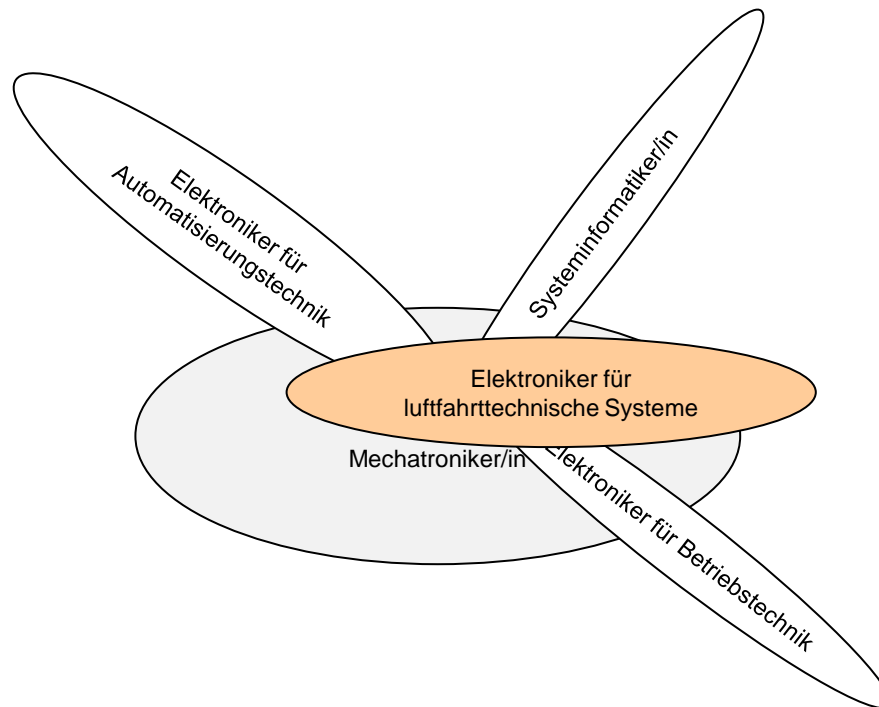 Elektroniker für
Automatisierungstechnik
Systeminformatiker/in
Elektroniker für
luftfahrttechnische Systeme
Mechatroniker/in
Elektroniker für Betriebstechnik